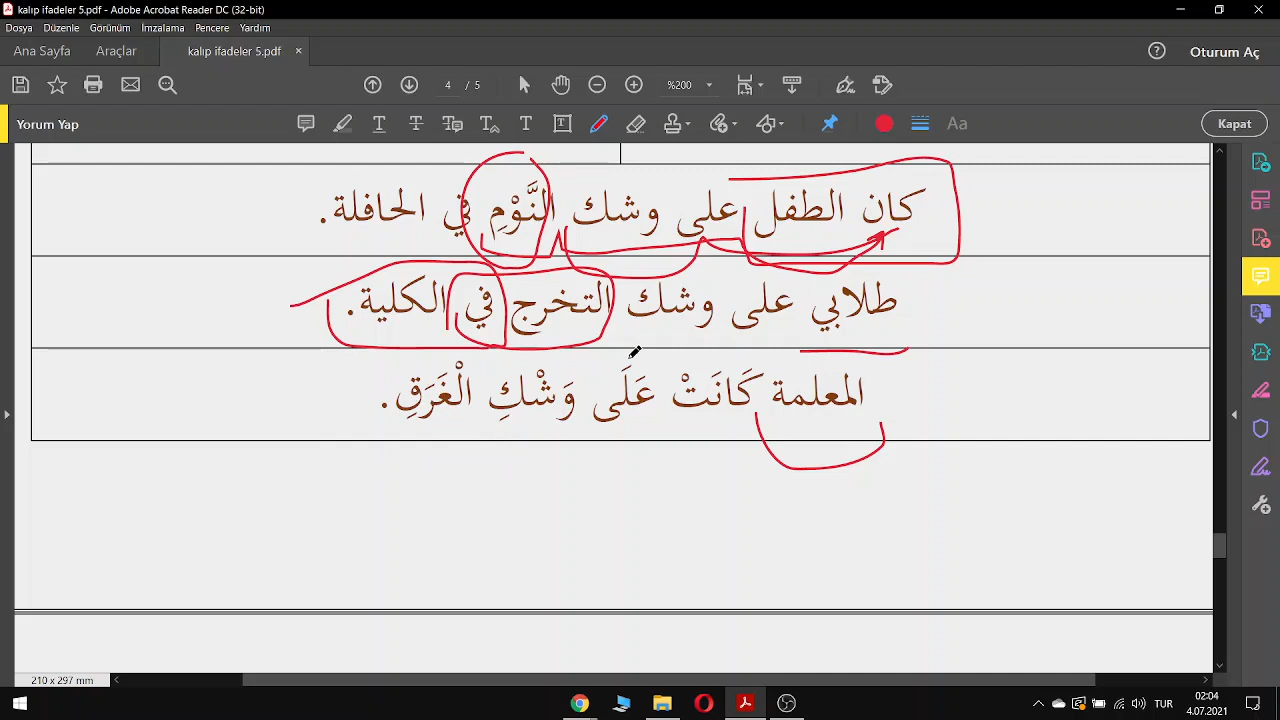 kalıp ifadeler 5.pdf - Adobe Acrobat Reader DC (32-bit)
Dosya Düzenle Görünüm İmzalama Pencere Yardım
Ana Sayfa Araçlar kalıp ifadeler 5.pdf × Oturum Aç
4 / 5 %200
Yorum Yap Kapat
كان الطفل على وشك النَّوْمِ في الحافلة.
طلابي على وشك التخرج في الكلية.
المعلمة كَانَتْ عَلَى وَشْكِ الْغَرَقِ.
210 x 297 mm
TUR 02:04
4.07.2021